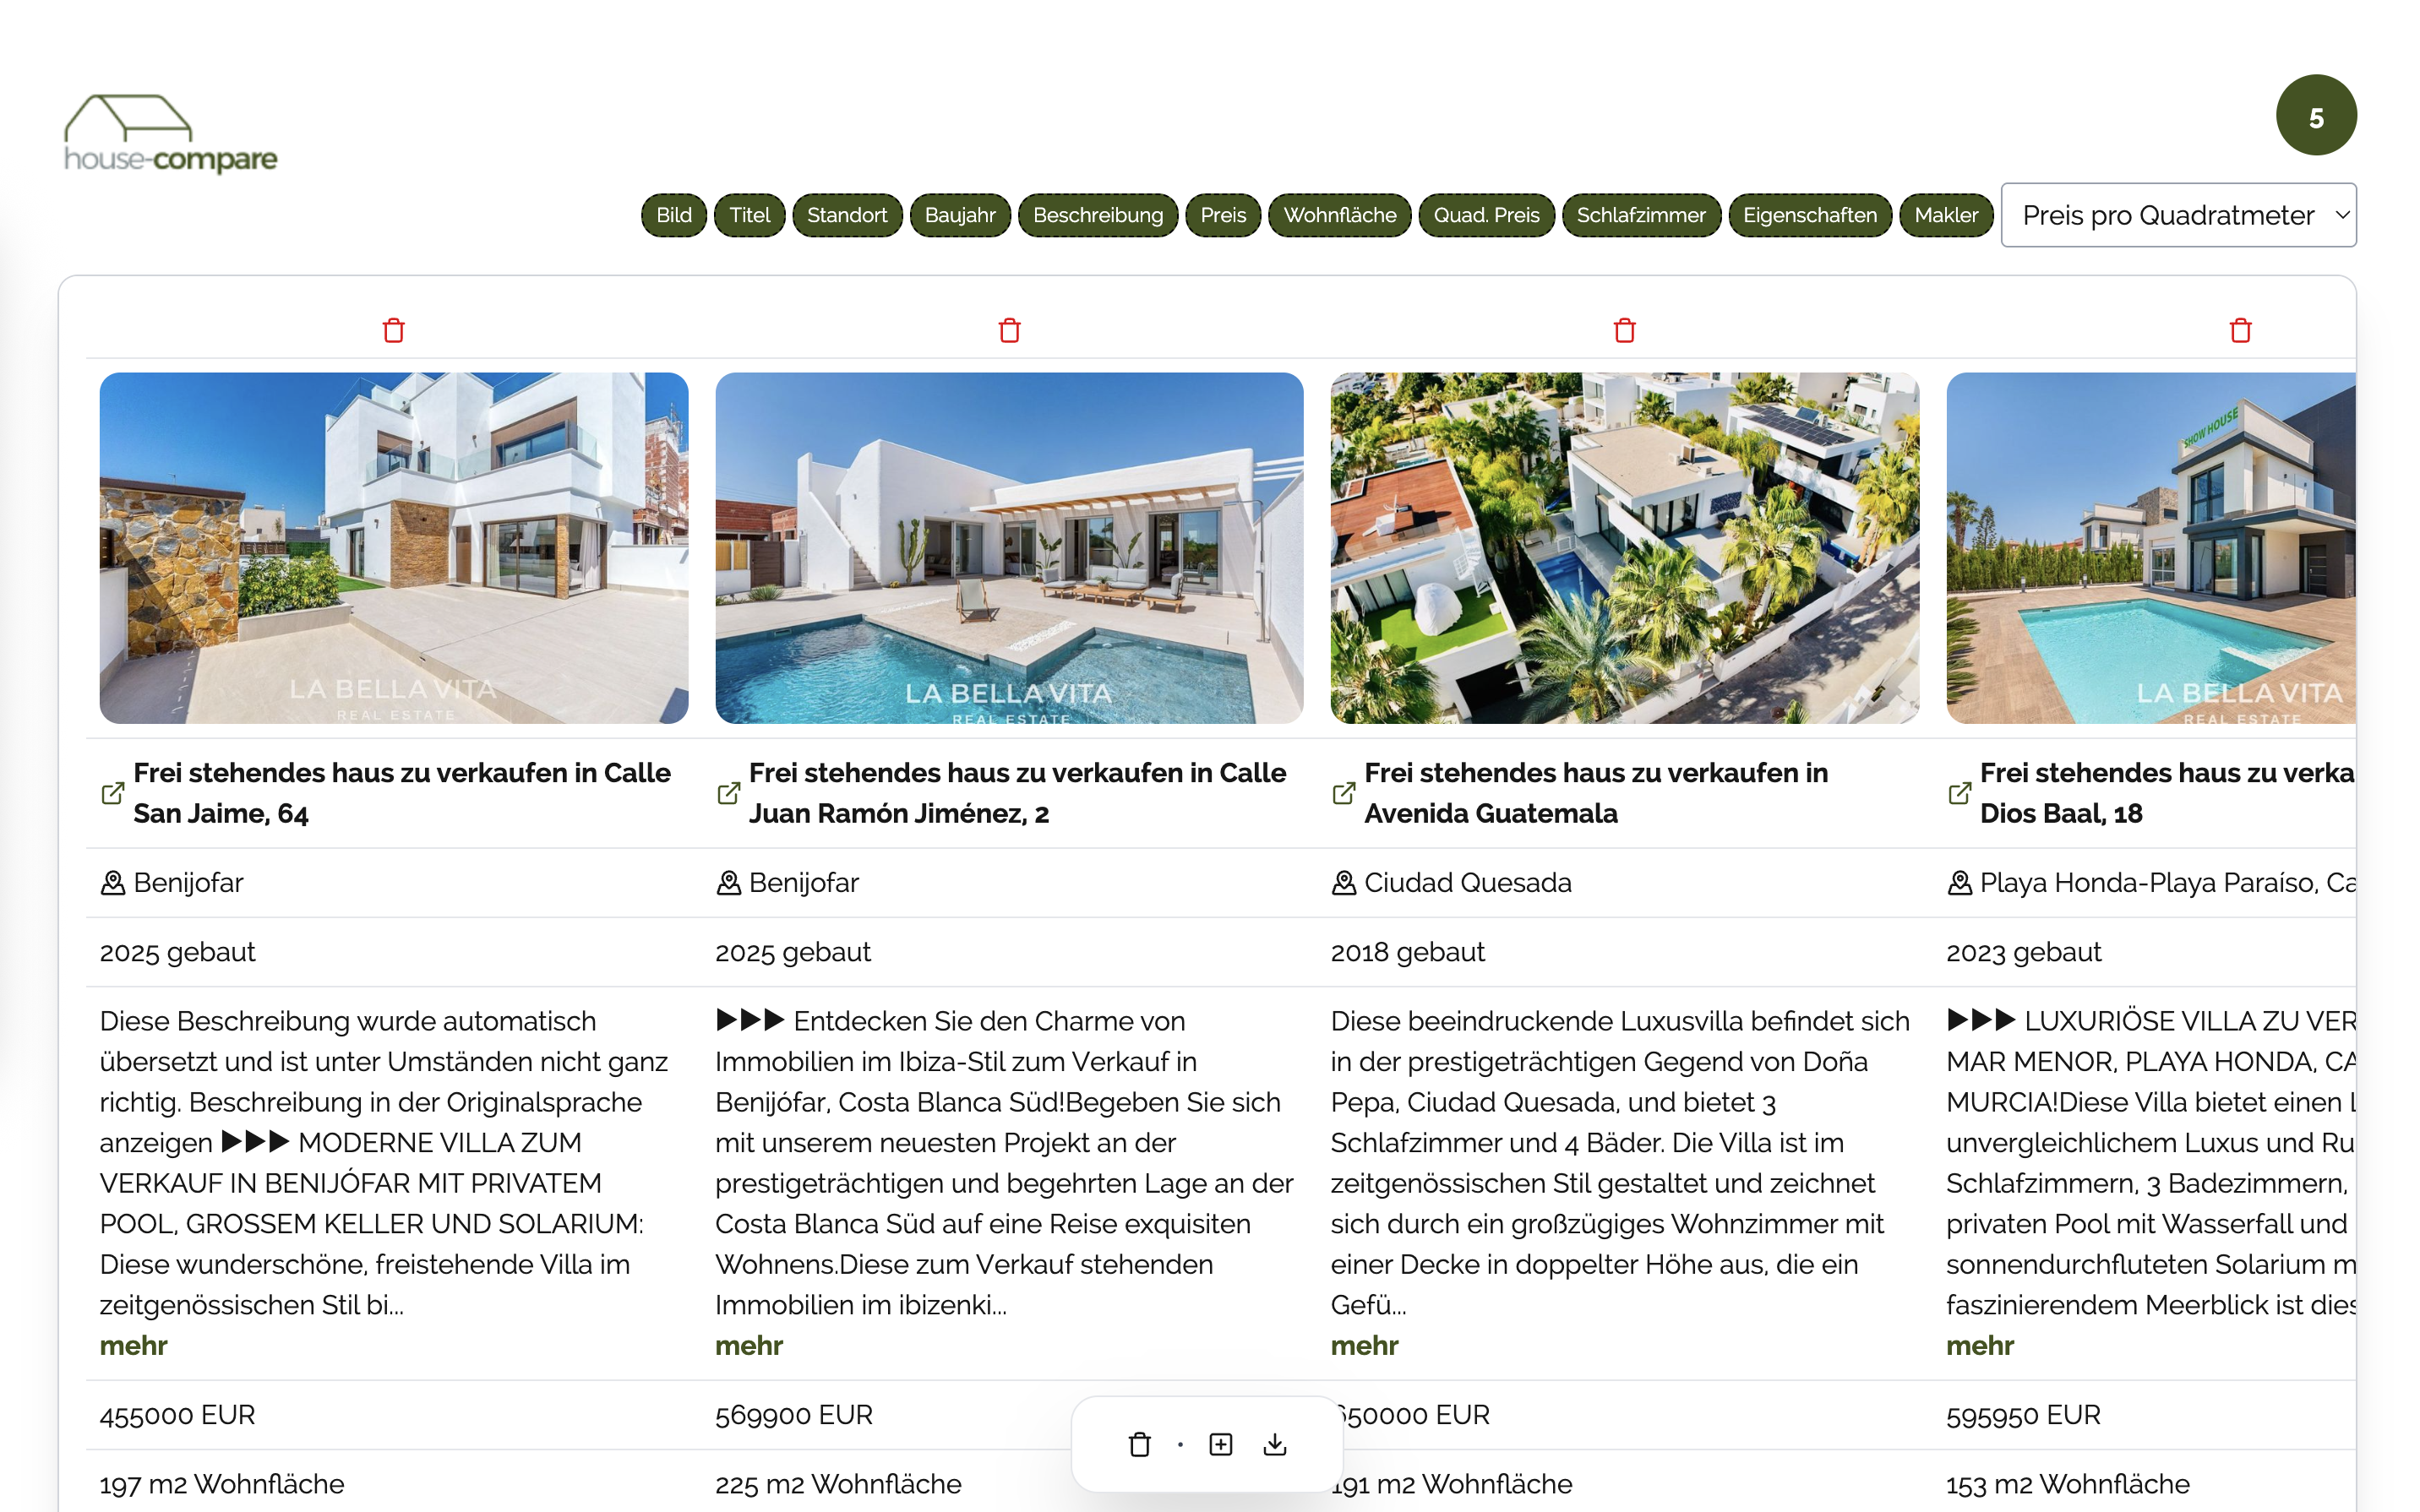 house-compare
5
Bild Titel Standort Baujahr Beschreibung Preis Wohnfläche Quad. Preis Schlafzimmer Eigenschaften Makler Preis pro Quadratmeter
LA BELLA VITA
REAL ESTATE
LA BELLA VITA
REAL ESTATE
SHOW HOUSE
LA BELLA VITA
REAL ESTATE
Frei stehendes haus zu verkaufen in Calle
San Jaime, 64
Frei stehendes haus zu verkaufen in Calle
Juan Ramón Jiménez, 2
Frei stehendes haus zu verkaufen in
Avenida Guatemala
Frei stehendes haus zu verka
Dios Baal, 18
Benijofar
Benijofar
Ciudad Quesada
Playa Honda-Playa Paraíso, Ca
2025 gebaut
2025 gebaut
2018 gebaut
2023 gebaut
Diese Beschreibung wurde automatisch
übersetzt und ist unter Umständen nicht ganz
richtig. Beschreibung in der Originalsprache
anzeigen ▶▶▶ MODERNE VILLA ZUM
VERKAUF IN BENIJÓFAR MIT PRIVATEM
POOL, GROSSEM KELLER UND SOLARIUM:
Diese wunderschöne, freistehende Villa im
zeitgenössischen Stil bi...
mehr
▶▶▶ Entdecken Sie den Charme von
Immobilien im Ibiza-Stil zum Verkauf in
Benijófar, Costa Blanca Süd!Begeben Sie sich
mit unserem neuesten Projekt an der
prestigeträchtigen und begehrten Lage an der
Costa Blanca Süd auf eine Reise exquisiten
Wohnens.Diese zum Verkauf stehenden
Immobilien im ibizenki...
mehr
Diese beeindruckende Luxusvilla befindet sich
in der prestigeträchtigen Gegend von Doña
Pepa, Ciudad Quesada, und bietet 3
Schlafzimmer und 4 Bäder. Die Villa ist im
zeitgenössischen Stil gestaltet und zeichnet
sich durch ein großzügiges Wohnzimmer mit
einer Decke in doppelter Höhe aus, die ein
Gefü...
mehr
▶▶▶ LUXURIÖSE VILLA ZU VER
MAR MENOR, PLAYA HONDA, CA
MURCIA!Diese Villa bietet einen
unvergleichlichem Luxus und Ru
Schlafzimmern, 3 Badezimmern,
privaten Pool mit Wasserfall und
sonnendurchfluteten Solarium m
faszinierendem Meerblick ist dies
mehr
455000 EUR
569900 EUR
650000 EUR
595950 EUR
197 m2 Wohnfläche
225 m2 Wohnfläche
191 m2 Wohnfläche
153 m2 Wohnfläche